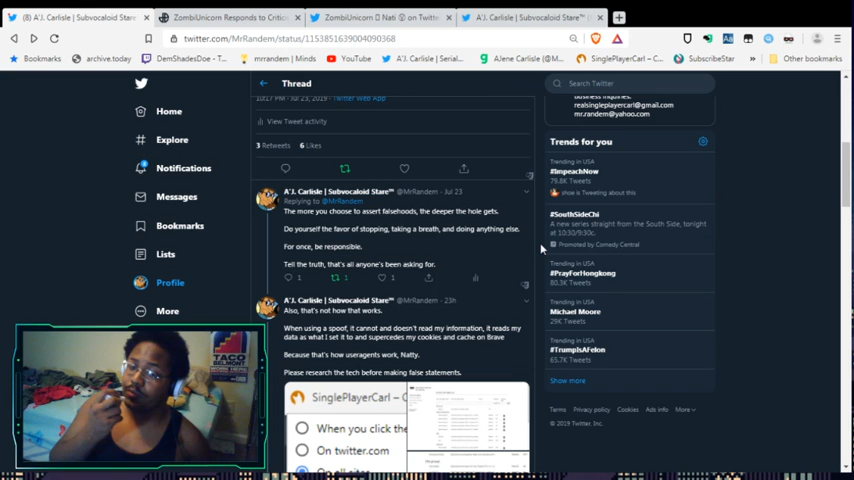 (8) A'J. Carlisle | Subvocaloid Stare
ZombiUnicorn Responds to Critics
ZombiUnicorn
Nati
on Twitt
A'J. Carlisle | Subvocaloid Stare™
twitter.com/MrRandem/status/1153851639004090368
Bookmarks
archive.today
DemShadesDoe - T...
mrrandem | Minds
YouTube
A'J. Carlisle | Serial...
AJene Carlisle (@M...
SinglePlayerCarl – C...
SubscribeStar
»
Other bookmarks
Home
Explore
Notifications
Messages
Bookmarks
Lists
Profile
More
Thread
10:17 PM · Jul 23, 2019 · Twitter Web App
View Tweet activity
3 Retweets 6 Likes
A'J. Carlisle | Subvocaloid Stare™ @MrRandem · Jul 23
Replying to @MrRandem
The more you choose to assert falsehoods, the deeper the hole gets.
Do yourself the favor of stopping, taking a breath, and doing anything else.
For once, be responsible.
Tell the truth, that's all anyone's been asking for.
1 1 1
A'J. Carlisle | Subvocaloid Stare™ @MrRandem · 23h
Also, that's not how that works.
When using a spoof, it cannot and doesn't read my information, it reads my
data as what I set it to and supercedes my cookies and cache on Brave
Because that's how useragents work, Natty.
Please research the tech before making false statements.
SinglePlayerCarl – C
When you click the
On twitter.com
On all sites
Search Twitter
business inquiries:
realsingleplayercarl@gmail.com
mr.randem@yahoo.com
Trends for you
Trending in USA
#ImpeachNow
79.8K Tweets
shoe is Tweeting about this
#SouthSideChi
A new series straight from the South Side, tonight
at 10:30/9:30c.
Promoted by Comedy Central
Trending in USA
#PrayForHongkong
80.3K Tweets
Trending in USA
Michael Moore
29K Tweets
Trending in USA
#TrumpIsAFelon
65.7K Tweets
Show more
Terms Privacy policy Cookies Ads info More
© 2019 Twitter, Inc.
TACO
BELMONT